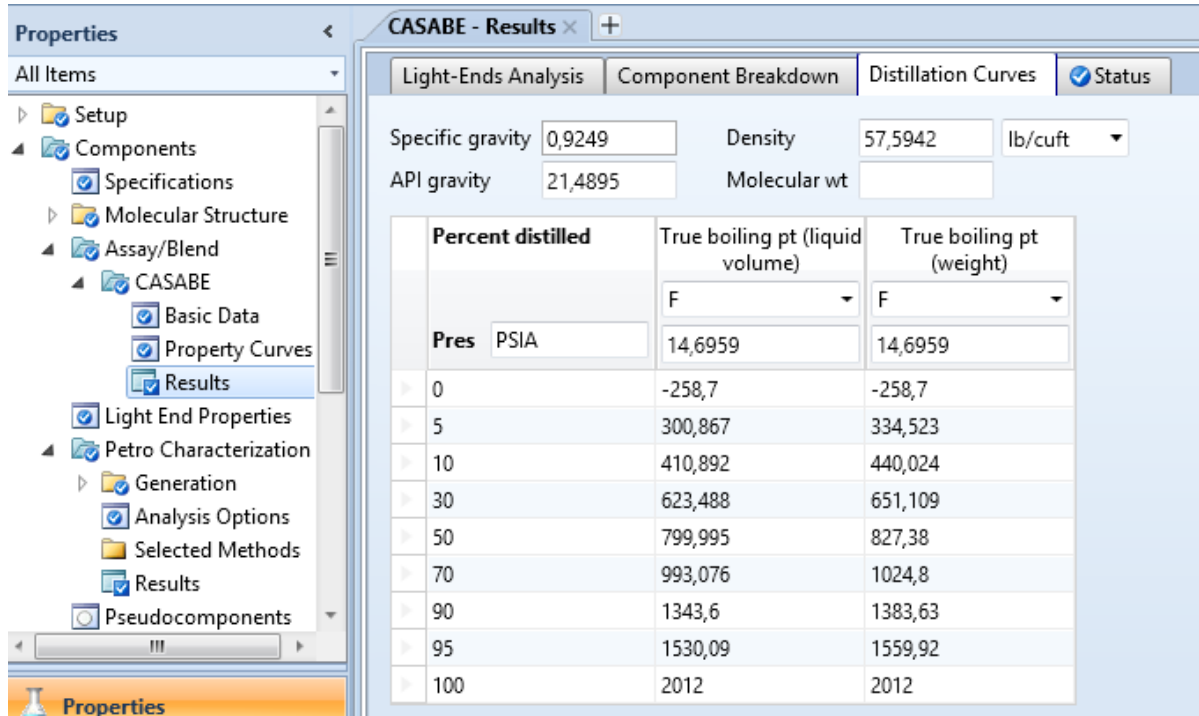 Properties
All Items
Setup
Components
Specifications
Molecular Structure
Assay/Blend
CASABE
Basic Data
Property Curves
Results
Light End Properties
Petro Characterization
Generation
Analysis Options
Selected Methods
Results
Pseudocomponents
Properties
CASABE - Results
Light-Ends Analysis Component Breakdown Distillation Curves Status
Specific gravity 0,9249 Density 57,5942 lb/cuft
API gravity 21,4895 Molecular wt
Percent distilled True boiling pt (liquid volume) True boiling pt (weight)
F F
Pres PSIA 14,6959 14,6959
0 -258,7 -258,7
5 300,867 334,523
10 410,892 440,024
30 623,488 651,109
50 799,995 827,38
70 993,076 1024,8
90 1343,6 1383,63
95 1530,09 1559,92
100 2012 2012